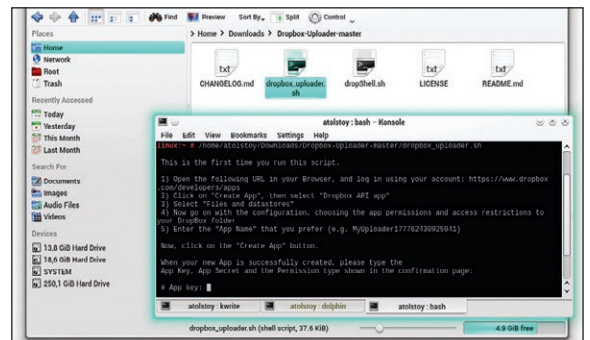 Find Preview Sort By Split Control
Places
> Home > Downloads > Dropbox-Uploader-master
Home
Network
Root
Trash
Recently Accessed
Today
Yesterday
This Month
Last Month
Search For
Documents
Images
Audio Files
Videos
Devices
13,8 GiB Hard Drive
18,6 GiB Hard Drive
SYSTEM
250,1 GiB Hard Drive
txt
txt
txt
CHANGELOG.md
dropbox_uploader.
sh
dropShell.sh
LICENSE
README.md
atolstoy : bash – Konsole
File Edit View Bookmarks Settings Help
linux:~ # /home/atolstoy/Downloads/Dropbox-Uploader-master/dropbox_uploader.sh
This is the first time you run this script.
1) Open the following URL in your Browser, and log in using your account: https://www.dropbox
.com/developers/apps
2) Click on "Create App", then select "Dropbox API app"
3) Select "Files and datastores"
4) Now go on with the configuration, choosing the app permissions and access restrictions to
your DropBox folder
5) Enter the "App Name" that you prefer (e.g. MyUploader177762430925941)
Now, click on the "Create App" button.
When your new App is successfully created, please type the
App Key, App Secret and the Permission type shown in the confirmation page:
# App key:
atolstoy : kwrite
atolstoy : dolphin
atolstoy : bash
dropbox_uploader.sh (shell script, 37.6 KiB)
4.9 GiB free